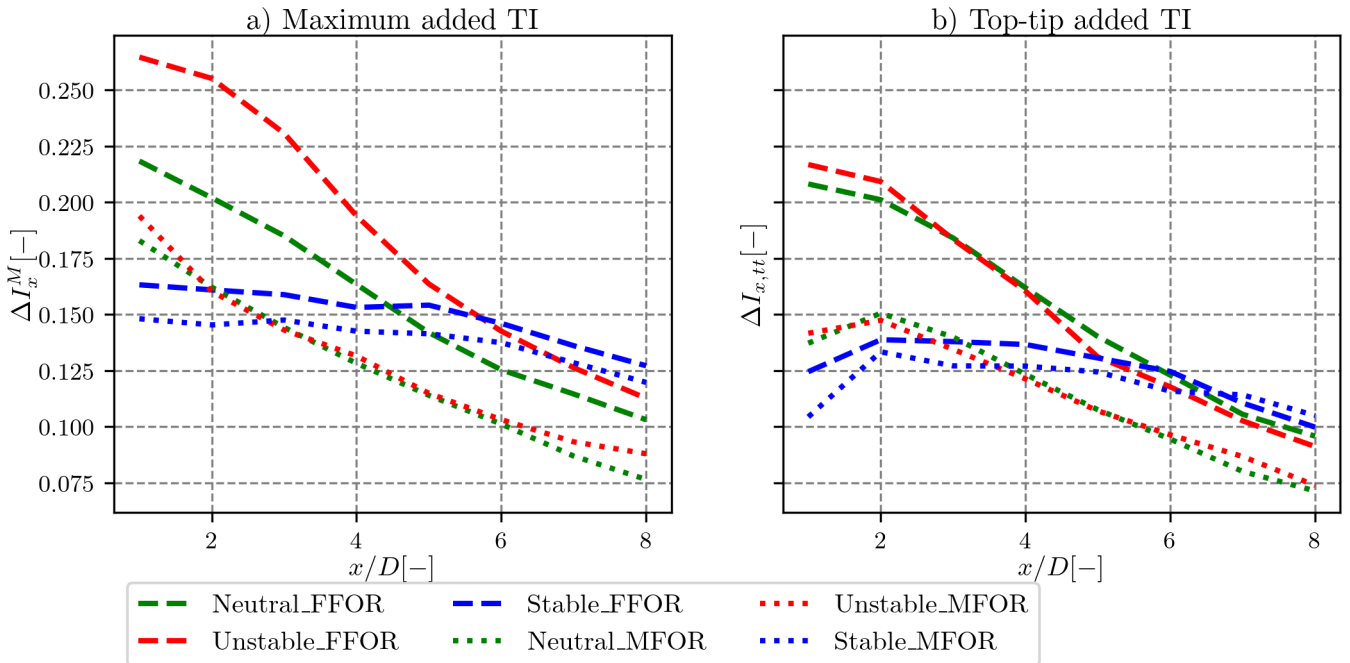 a) Maximum added TI
b) Top-tip added TI
0.250
0.225
0.200
0.175
0.150
0.125
0.100
0.075
ΔI_x^M[−]
ΔI_{x,tt}[−]
2 4 6 8
2 4 6 8
x/D[−]
x/D[−]
Neutral_FFOR Stable_FFOR Unstable_MFOR
Unstable_FFOR Neutral_MFOR Stable_MFOR